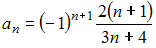 aₙ = (−1)ⁿ⁺¹ 2(n + 1) / 3n + 4